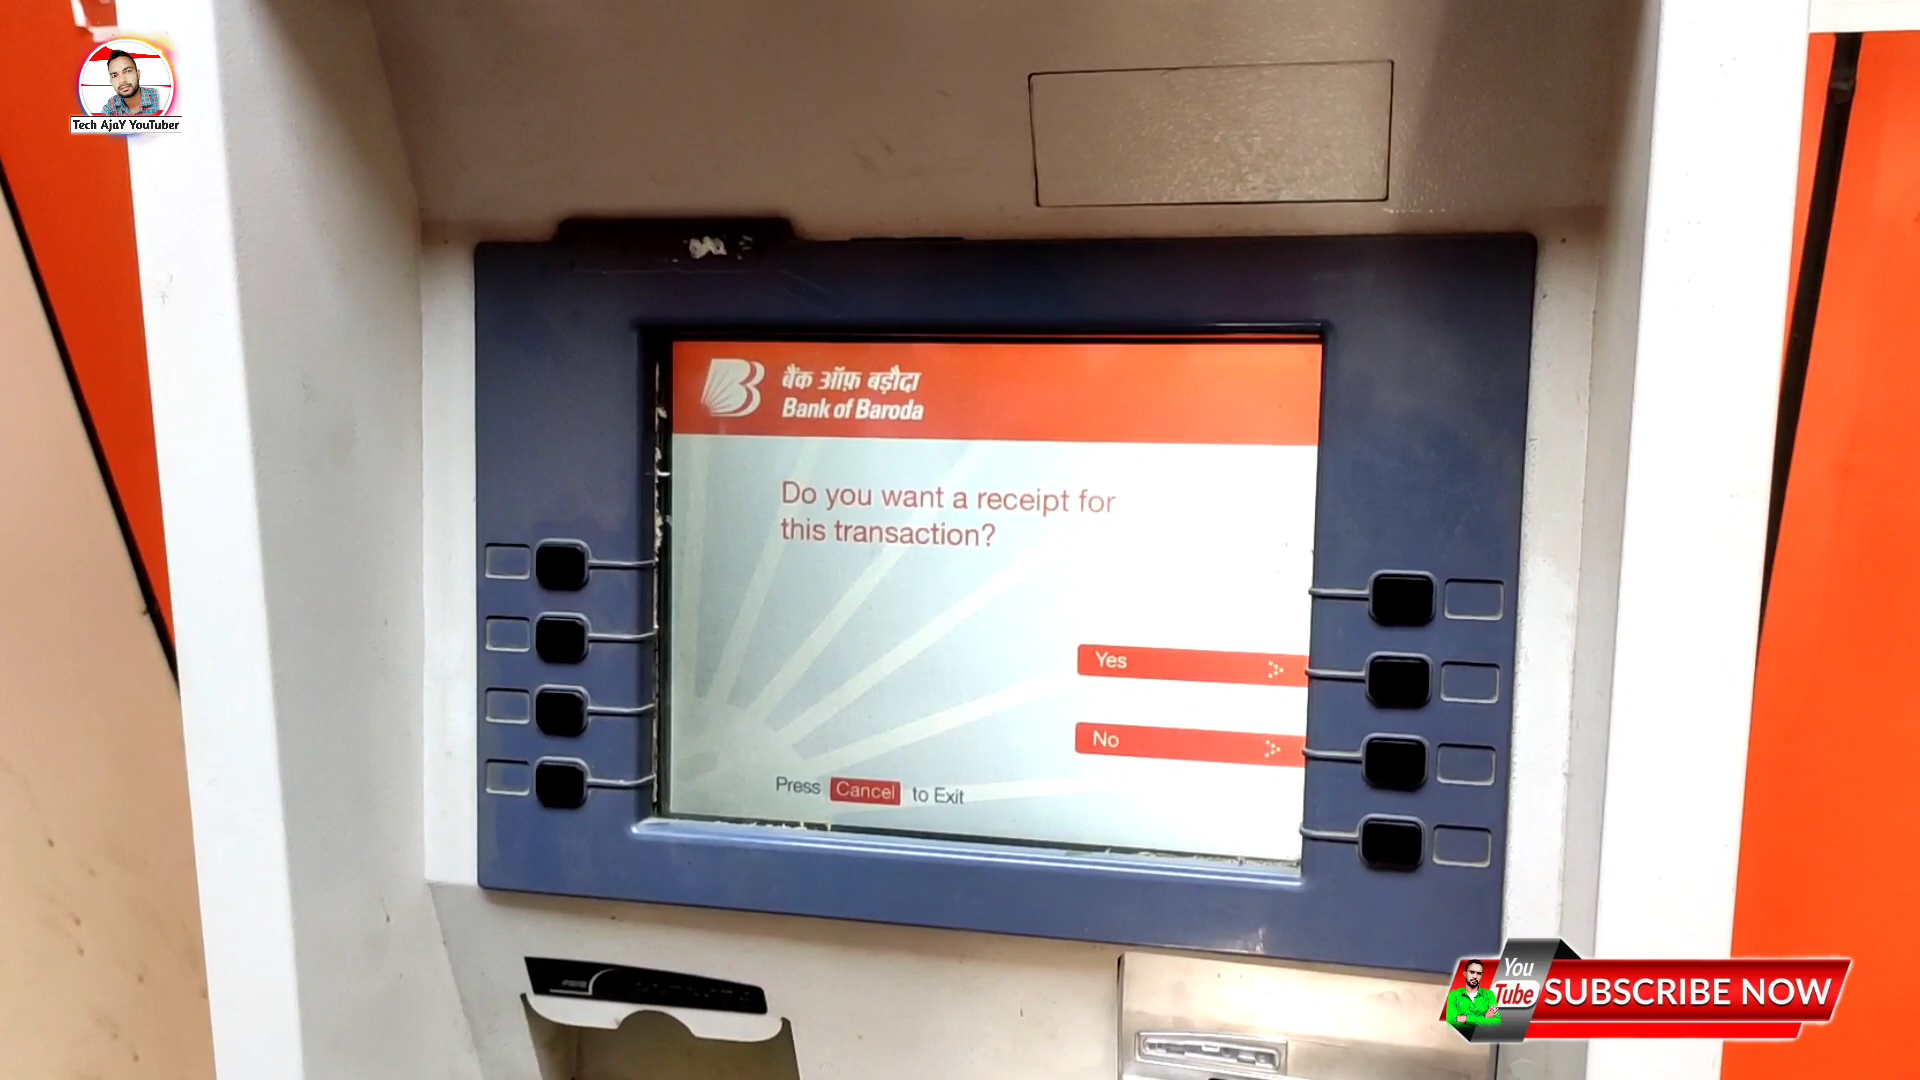 Tech AjaY YouTuber
बैंक ऑफ़ बड़ौदा
Bank of Baroda
Do you want a receipt for
this transaction?
Yes
No
Press Cancel to Exit
You
Tube
SUBSCRIBE NOW